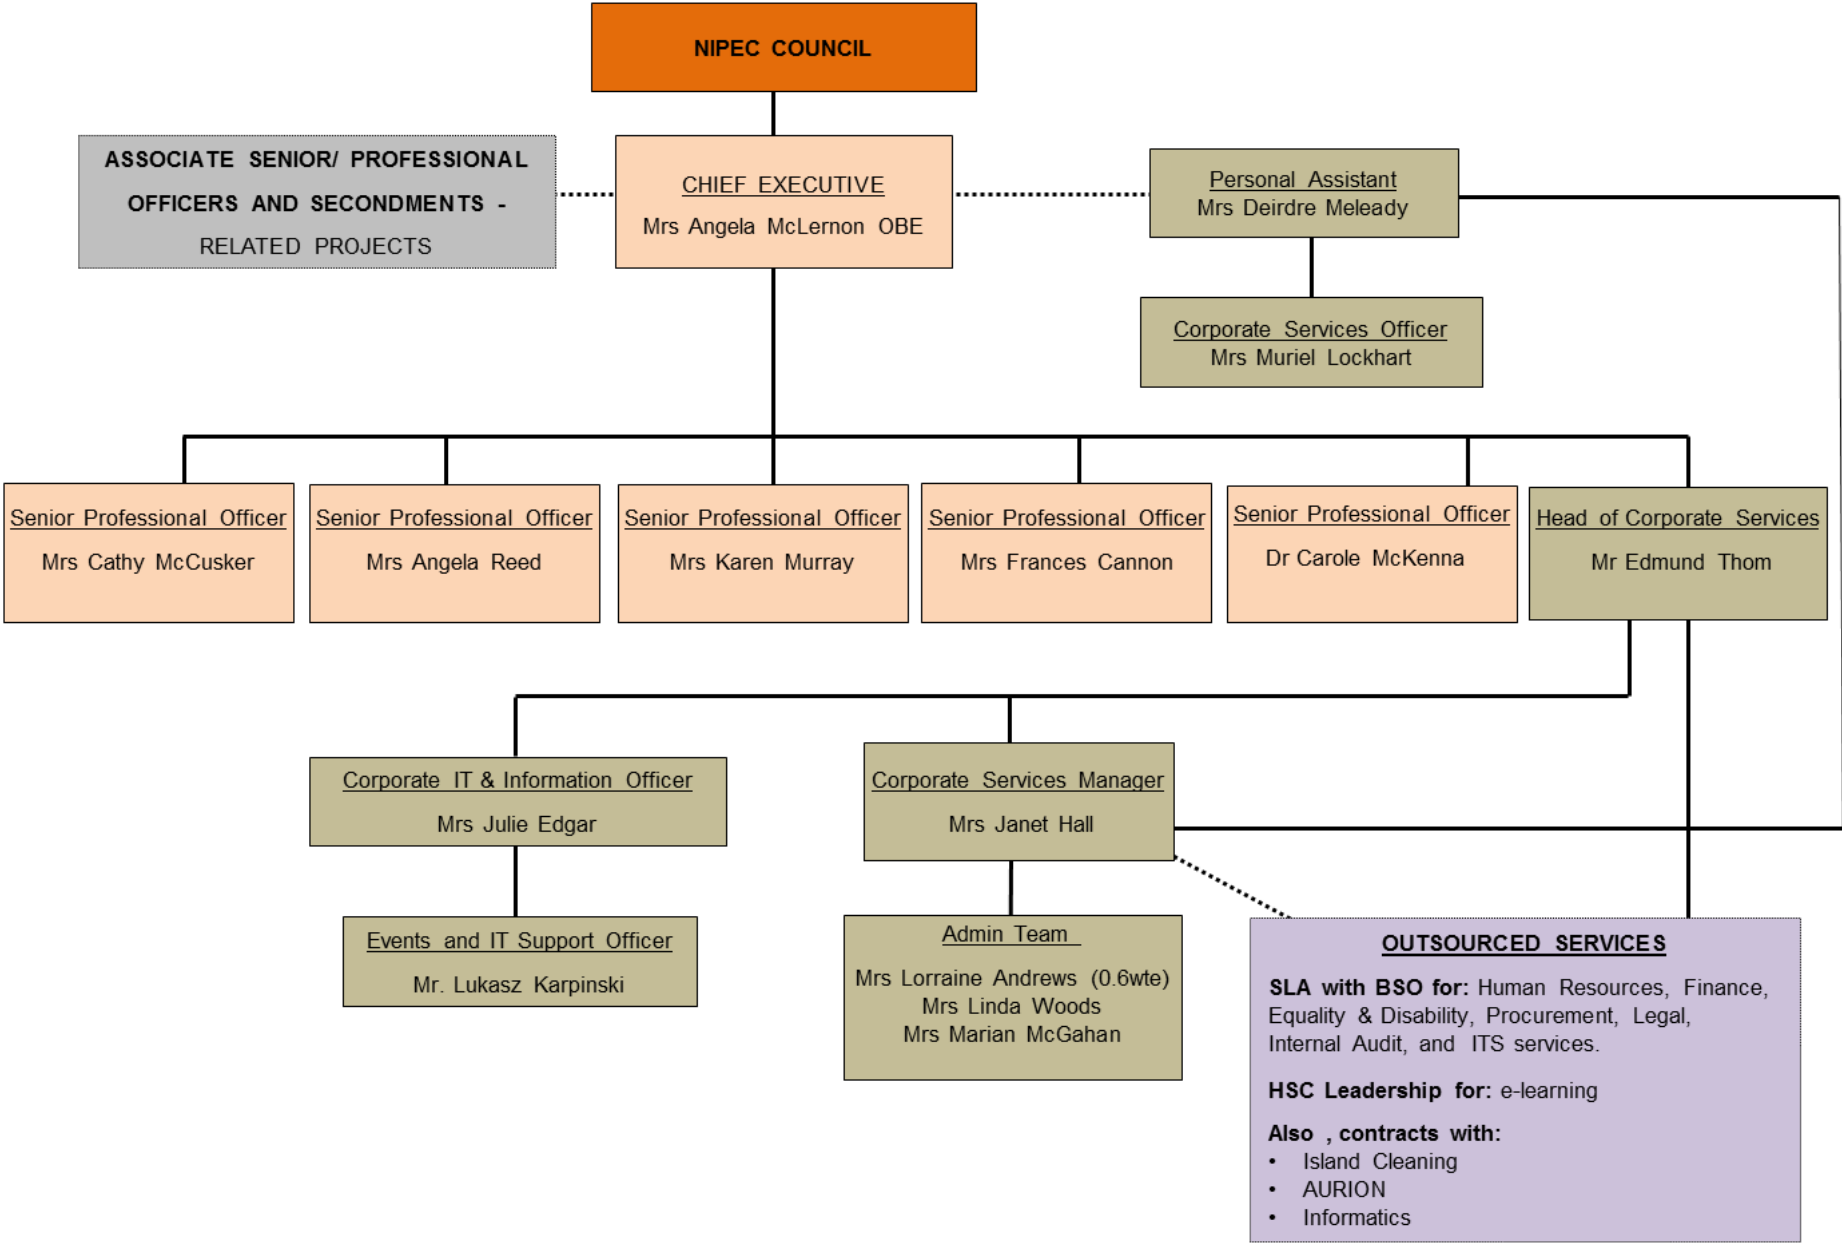 NIPEC COUNCIL
ASSOCIATE SENIOR/ PROFESSIONAL
OFFICERS AND SECONDMENTS -
RELATED PROJECTS
CHIEF EXECUTIVE
Mrs Angela McLernon OBE
Personal Assistant
Mrs Deirdre Meleady
Corporate Services Officer
Mrs Muriel Lockhart
Senior Professional Officer
Mrs Cathy McCusker
Senior Professional Officer
Mrs Angela Reed
Senior Professional Officer
Mrs Karen Murray
Senior Professional Officer
Mrs Frances Cannon
Senior Professional Officer
Dr Carole McKenna
Head of Corporate Services
Mr Edmund Thom
Corporate IT & Information Officer
Mrs Julie Edgar
Corporate Services Manager
Mrs Janet Hall
Events and IT Support Officer
Mr. Lukasz Karpinski
Admin Team
Mrs Lorraine Andrews (0.6wte)
Mrs Linda Woods
Mrs Marian McGahan
OUTSOURCED SERVICES
SLA with BSO for: Human Resources, Finance,
Equality & Disability, Procurement, Legal,
Internal Audit, and ITS services.
HSC Leadership for: e-learning
Also , contracts with:
• Island Cleaning
• AURION
• Informatics